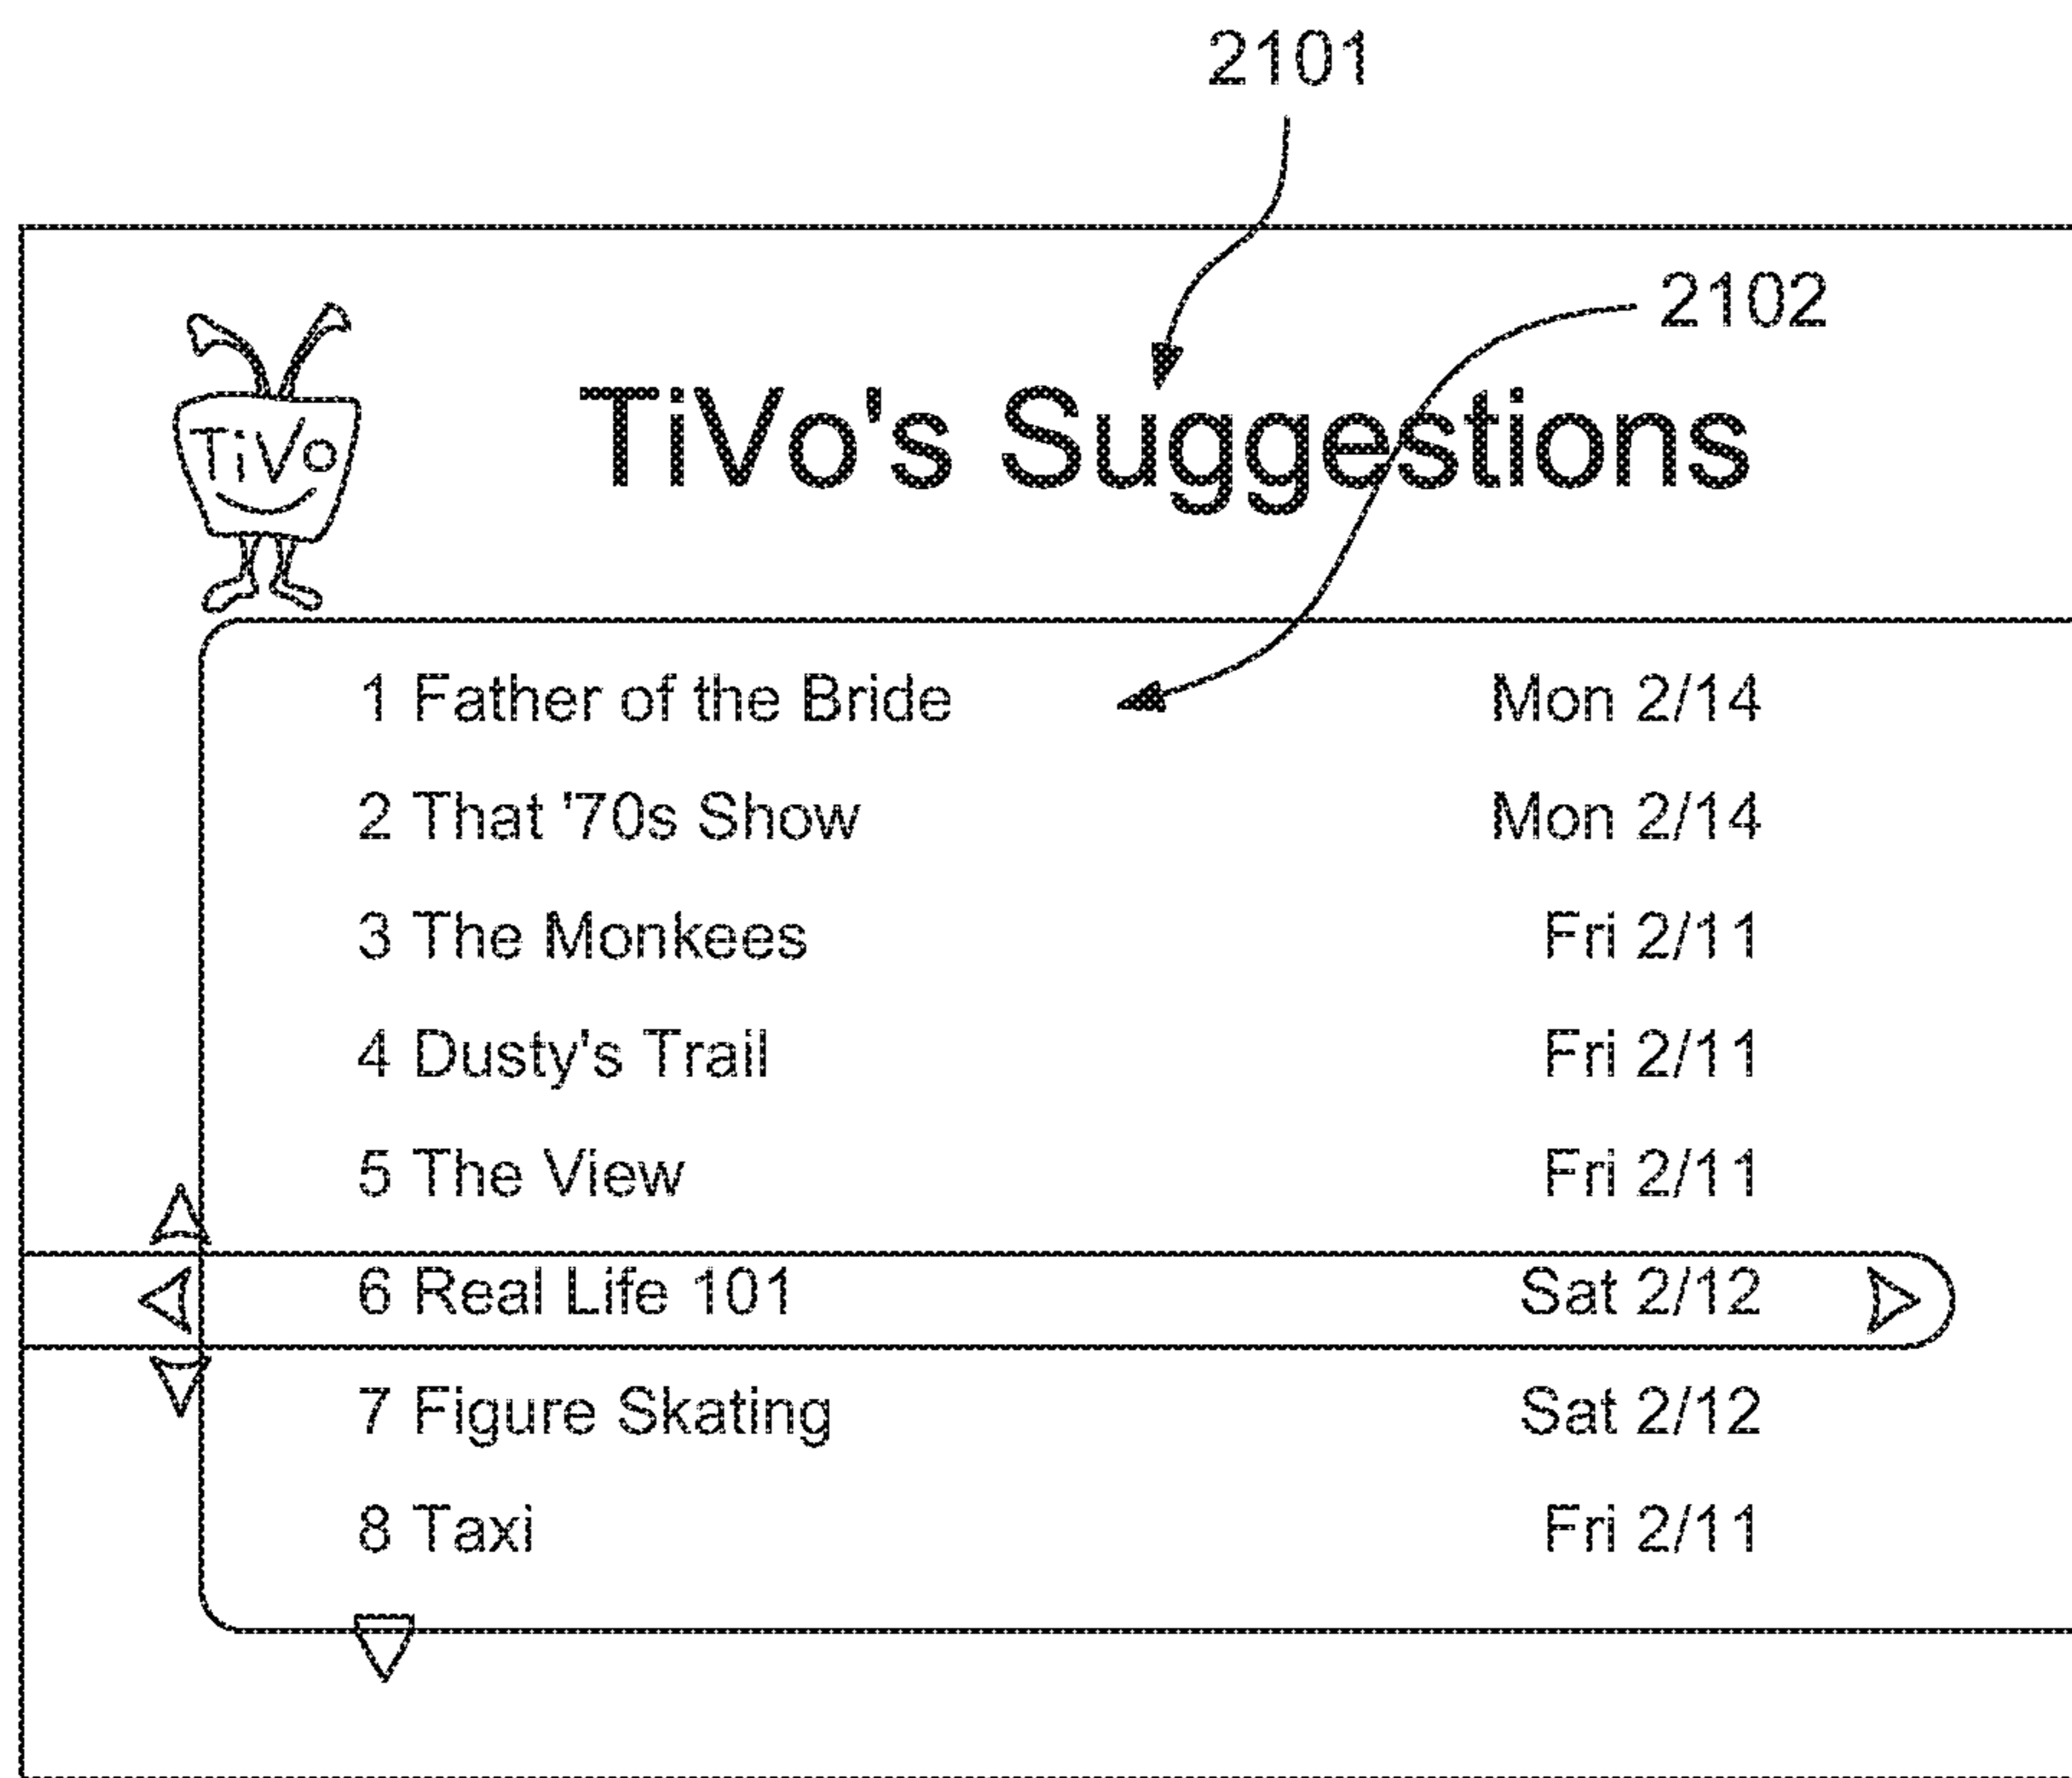 2101
2102
TiVo
TiVo's Suggestions
1 Father of the Bride Mon 2/14
2 That '70s Show Mon 2/14
3 The Monkees Fri 2/11
4 Dusty's Trail Fri 2/11
5 The View Fri 2/11
6 Real Life 101 Sat 2/12
7 Figure Skating Sat 2/12
8 Taxi Fri 2/11